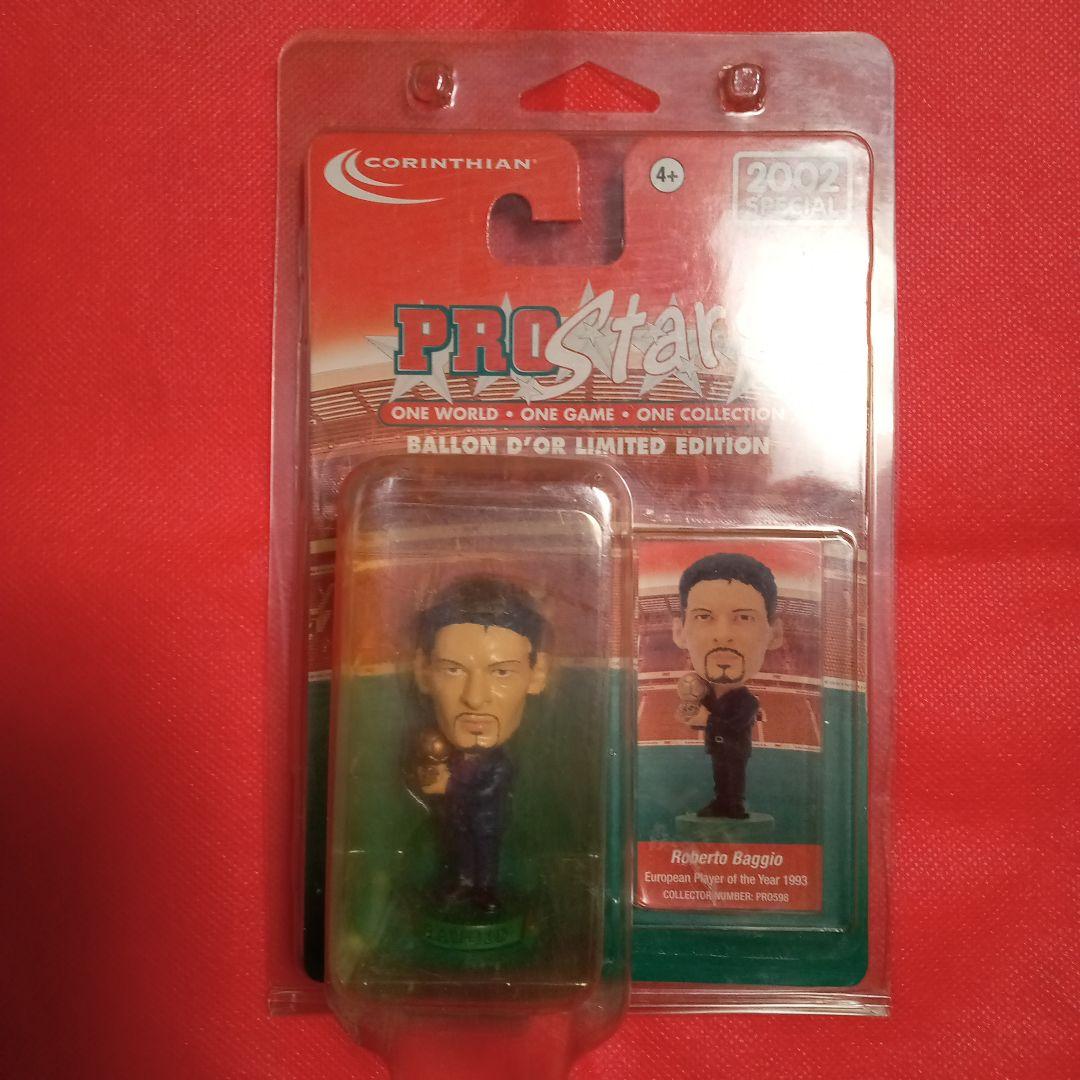 CORINTHIAN
4+
2002
SPECIAL
PRO Star
ONE WORLD • ONE GAME • ONE COLLECTION
BALLON D'OR LIMITED EDITION
Roberto Baggio
European Player of the Year 1993
COLLECTOR NUMBER: PRO598